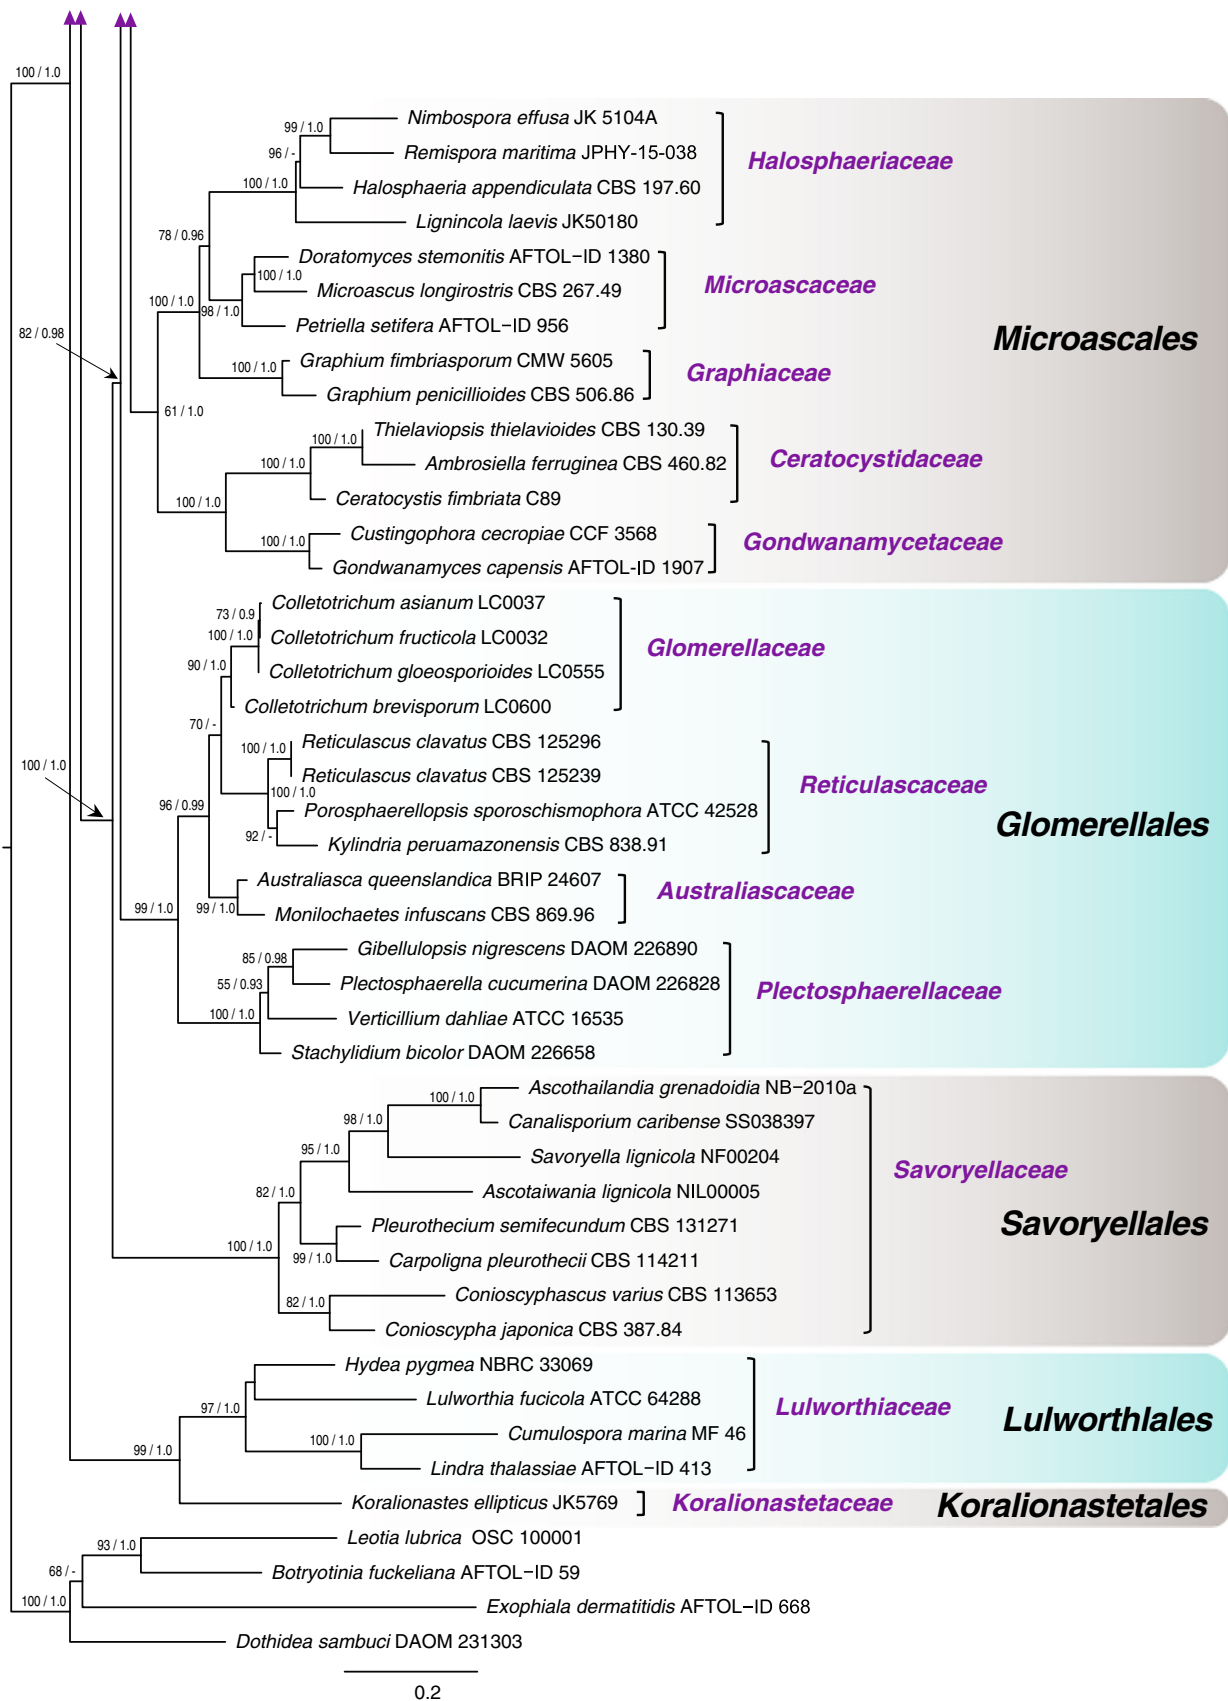 100 / 1.0
Nimbospora effusa JK 5104A
99 / 1.0
Remispora maritima JPHY-15-038
96 / -
Halosphaeriaceae
Halosphaeria appendiculata CBS 197.60
100 / 1.0
Lignincola laevis JK50180
78 / 0.96
Doratomyces stemonitis AFTOL−ID 1380
100 / 1.0
Microascus longirostris CBS 267.49
Microascaceae
100 / 1.0
98 / 1.0
Petriella setifera AFTOL−ID 956
82 / 0.98
Microascales
Graphium fimbriasporum CMW 5605
100 / 1.0
Graphiaceae
Graphium penicillioides CBS 506.86
61 / 1.0
Thielaviopsis thielavioides CBS 130.39
100 / 1.0
Ambrosiella ferruginea CBS 460.82
Ceratocystidaceae
100 / 1.0
Ceratocystis fimbriata C89
100 / 1.0
Custingophora cecropiae CCF 3568
100 / 1.0
Gondwanamycetaceae
Gondwanamyces capensis AFTOL-ID 1907
Colletotrichum asianum LC0037
73 / 0.9
Colletotrichum fructicola LC0032
100 / 1.0
Glomerellaceae
90 / 1.0
Colletotrichum gloeosporioides LC0555
Colletotrichum brevisporum LC0600
70 / -
Reticulascus clavatus CBS 125296
100 / 1.0
100 / 1.0
Reticulascus clavatus CBS 125239
Reticulascaceae
100 / 1.0
96 / 0.99
Porosphaerellopsis sporoschismophora ATCC 42528
Glomerellales
92 / -
Kylindria peruamazonensis CBS 838.91
Australiasca queenslandica BRIP 24607
Australiascaceae
99 / 1.0
99 / 1.0
Monilochaetes infuscans CBS 869.96
Gibellulopsis nigrescens DAOM 226890
85 / 0.98
55 / 0.93
Plectosphaerella cucumerina DAOM 226828
Plectosphaerellaceae
100 / 1.0
Verticillium dahliae ATCC 16535
Stachylidium bicolor DAOM 226658
Ascothailandia grenadoidia NB−2010a
100 / 1.0
98 / 1.0
Canalisporium caribense SS038397
95 / 1.0
Savoryella lignicola NF00204
Savoryellaceae
82 / 1.0
Ascotaiwania lignicola NIL00005
Pleurothecium semifecundum CBS 131271
Savoryellales
100 / 1.0
99 / 1.0
Carpoligna pleurothecii CBS 114211
Conioscyphascus varius CBS 113653
82 / 1.0
Conioscypha japonica CBS 387.84
Hydea pygmea NBRC 33069
Lulworthia fucicola ATCC 64288
97 / 1.0
Lulworthiaceae
Lulworthlales
Cumulospora marina MF 46
100 / 1.0
99 / 1.0
Lindra thalassiae AFTOL−ID 413
Koralionastes ellipticus JK5769
Koralionastetaceae
Koralionastetales
Leotia lubrica OSC 100001
93 / 1.0
68 / -
Botryotinia fuckeliana AFTOL−ID 59
100 / 1.0
Exophiala dermatitidis AFTOL−ID 668
Dothidea sambuci DAOM 231303
0.2